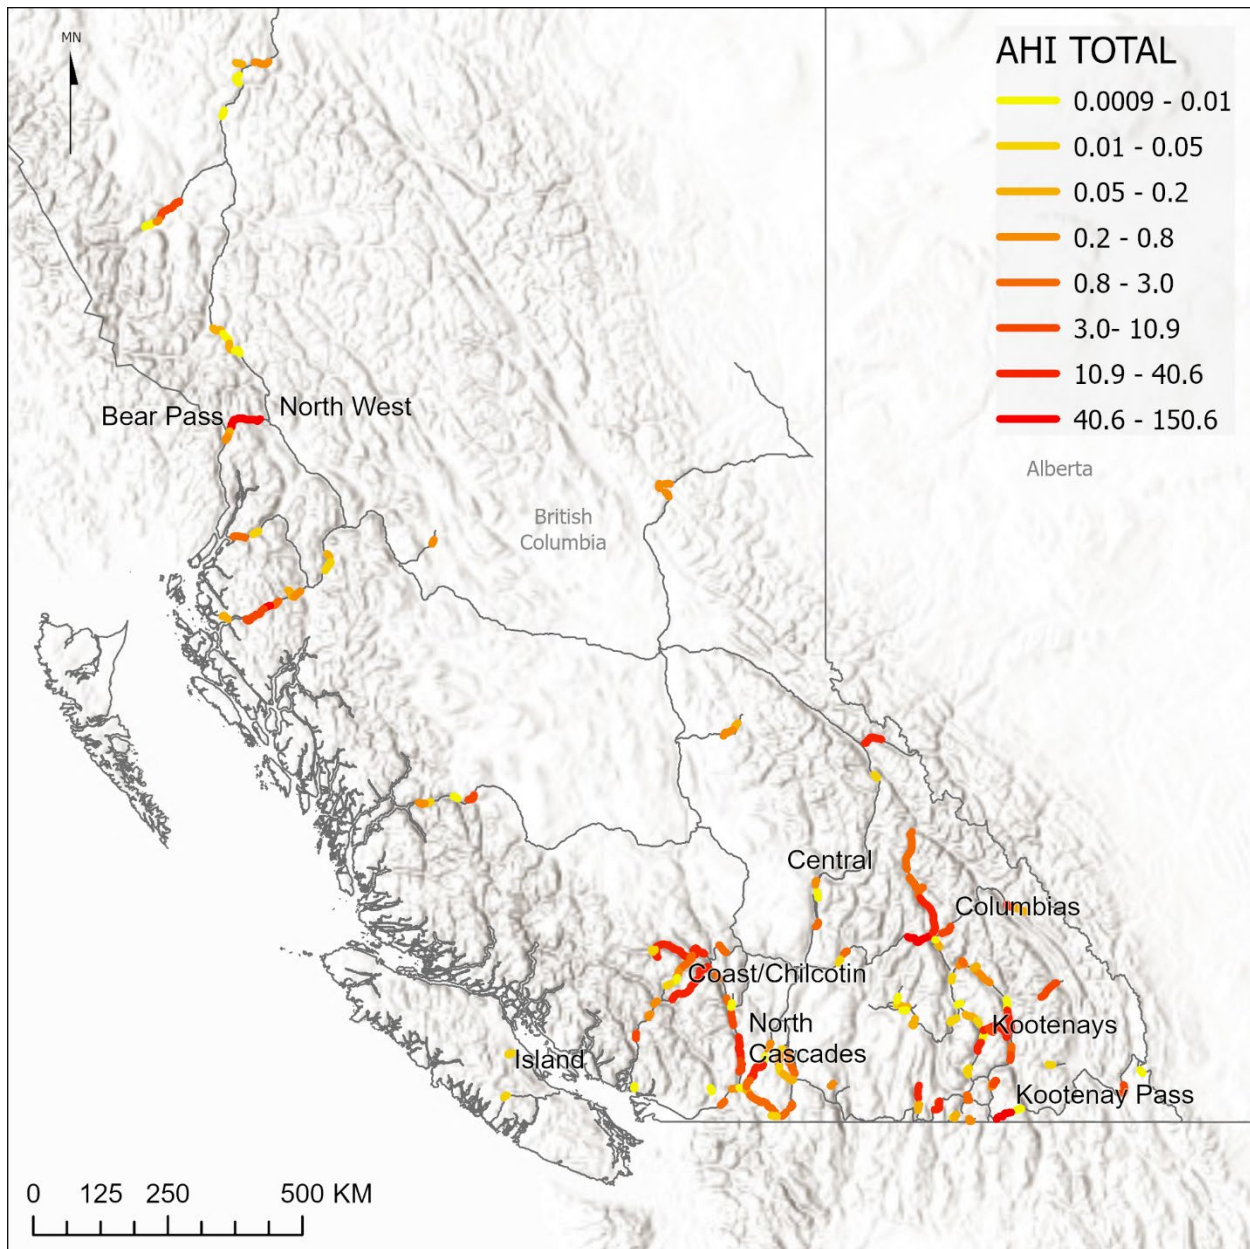 MN
AHI TOTAL
0.0009 - 0.01
0.01 - 0.05
0.05 - 0.2
0.2 - 0.8
0.8 - 3.0
3.0- 10.9
10.9 - 40.6
40.6 - 150.6
Bear Pass
North West
Alberta
British
Columbia
Central
Columbias
Coast/Chilcotin
North
Cascades
Kootenays
Island
Kootenay Pass
0 125 250 500 KM